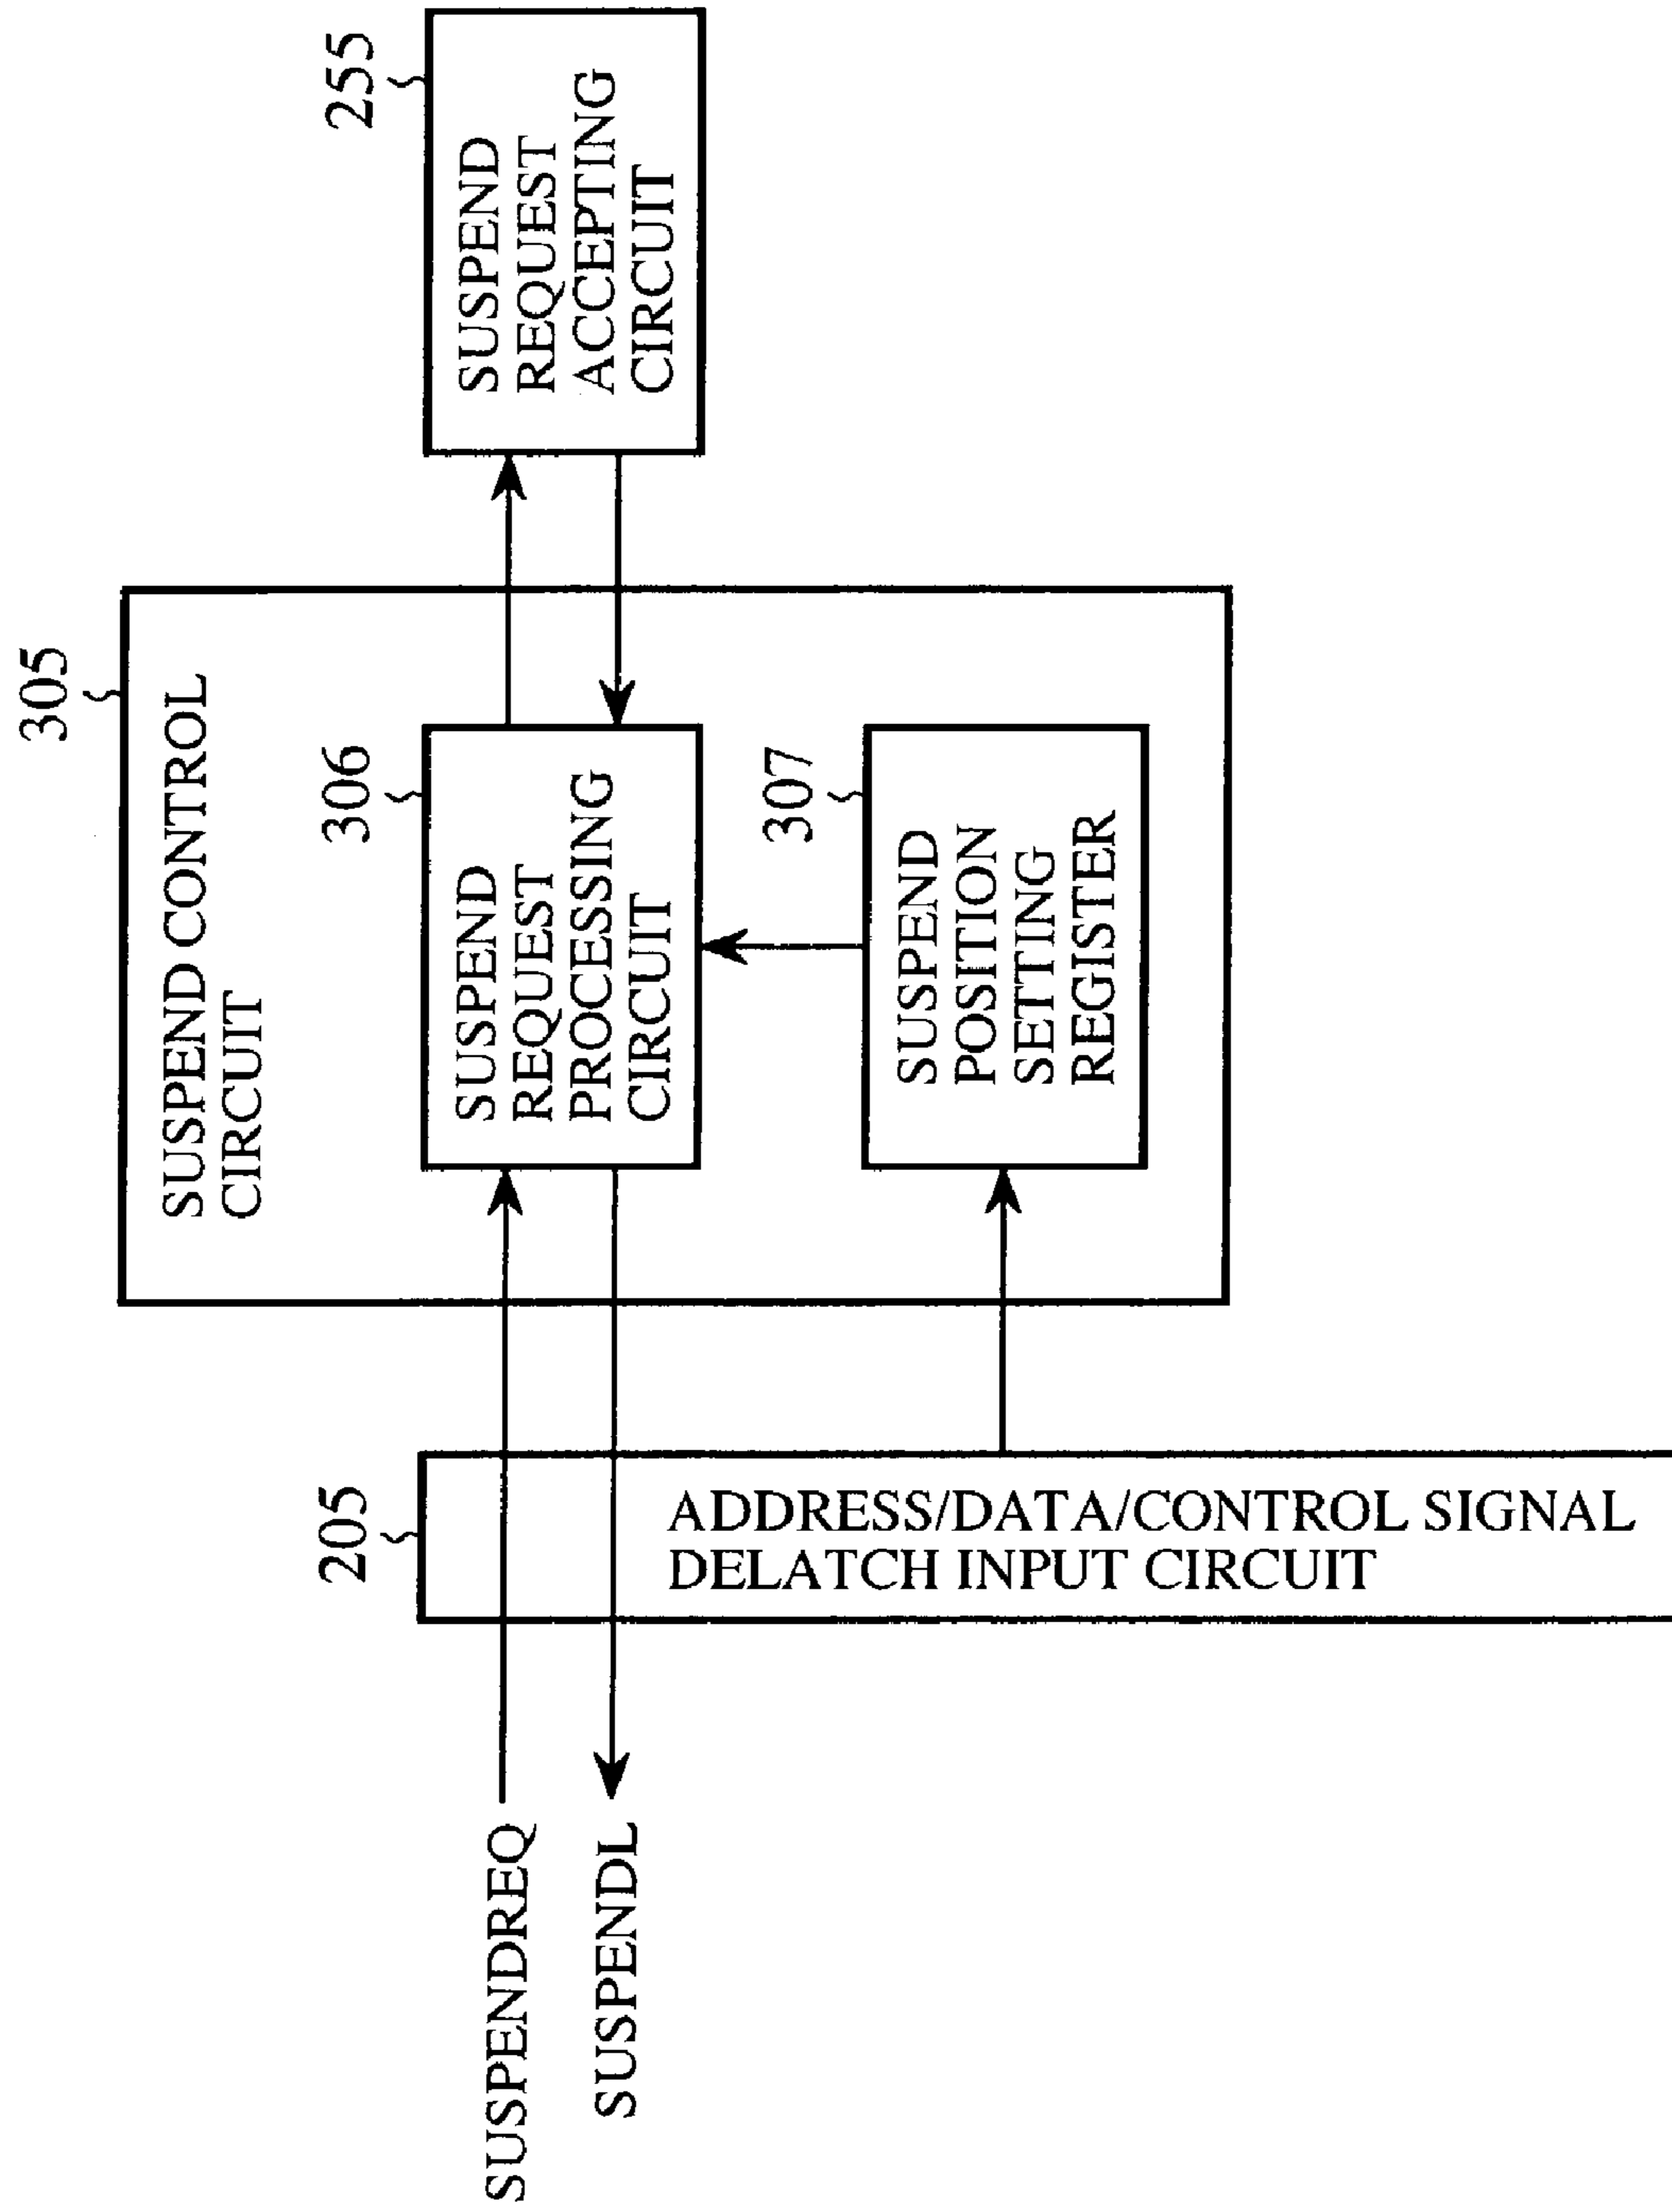 305
SUSPEND CONTROL
CIRCUIT
255
SUSPEND
REQUEST
ACCEPTING
CIRCUIT
306
SUSPEND
REQUEST
PROCESSING
CIRCUIT
307
SUSPEND
POSITION
SETTING
REGISTER
205
ADDRESS/DATA/CONTROL SIGNAL
DELATCH INPUT CIRCUIT
SUSPENDREQ
SUSPENDL